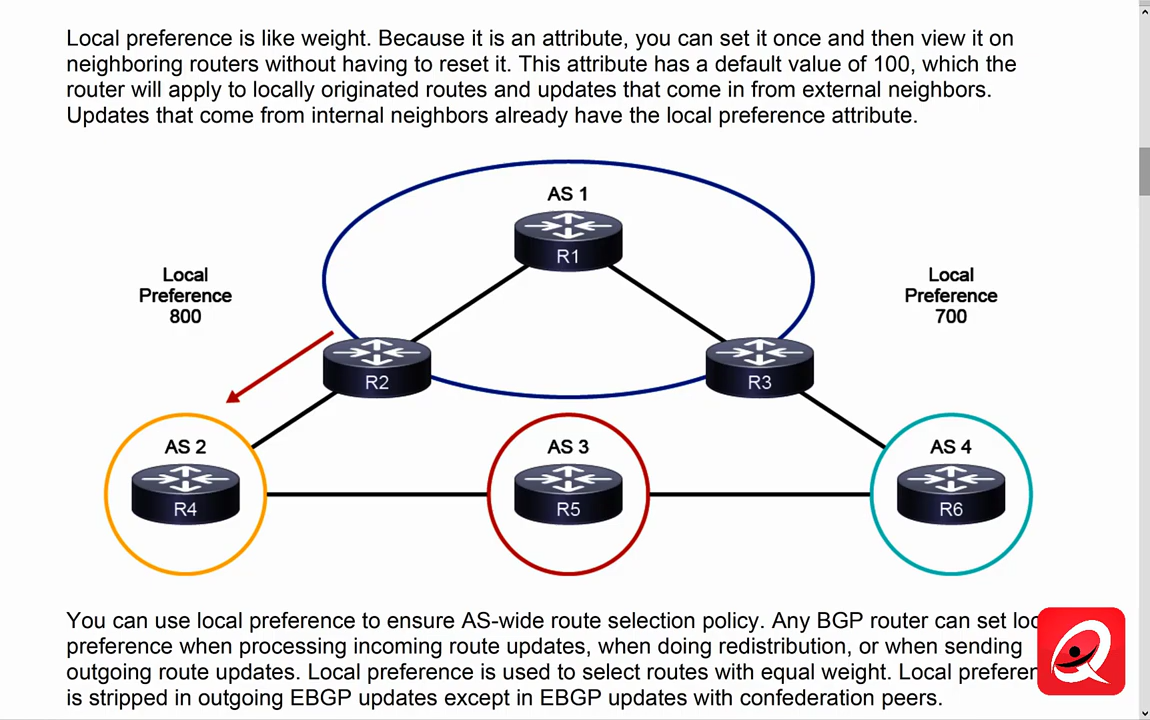 Local preference is like weight. Because it is an attribute, you can set it once and then view it on
neighboring routers without having to reset it. This attribute has a default value of 100, which the
router will apply to locally originated routes and updates that come in from external neighbors.
Updates that come from internal neighbors already have the local preference attribute.
AS 1
R1
Local
Preference
800
Local
Preference
700
R2
R3
AS 2
R4
AS 3
R5
AS 4
R6
You can use local preference to ensure AS-wide route selection policy. Any BGP router can set
preference when processing incoming route updates, when doing redistribution, or when sending
outgoing route updates. Local preference is used to select routes with equal weight. Local
is stripped in outgoing EBGP updates except in EBGP updates with confederation peers.